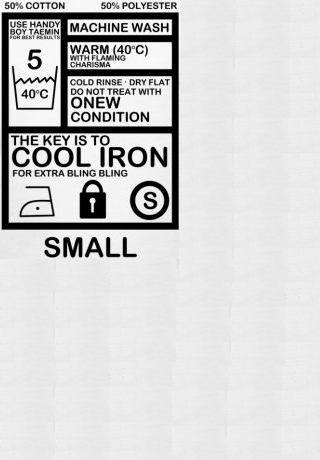 50% COTTON 50% POLYESTER
USE HANDY
BOY TAEMIN
FOR BEST RESULTS
5
40°C
MACHINE WASH
WARM (40°C)
WITH FLAMING
CHARISMA
COLD RINSE · DRY FLAT
DO NOT TREAT WITH
ONEW
CONDITION
THE KEY IS TO
COOL IRON
FOR EXTRA BLING BLING
S
SMALL